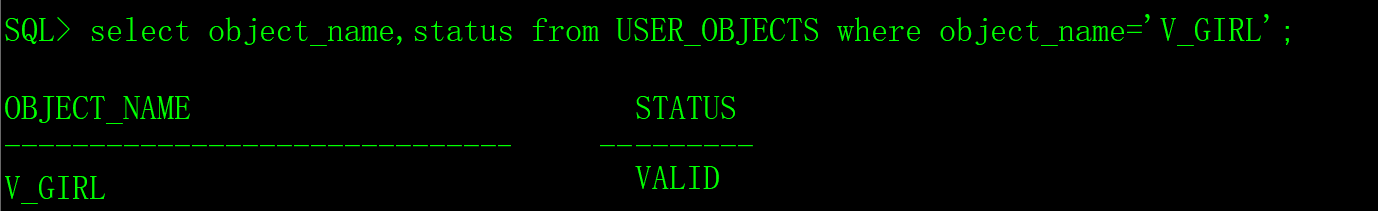 SQL> select object_name,status from USER_OBJECTS where object_name='V_GIRL';
OBJECT_NAME STATUS
------------------------------ ---------
V_GIRL VALID